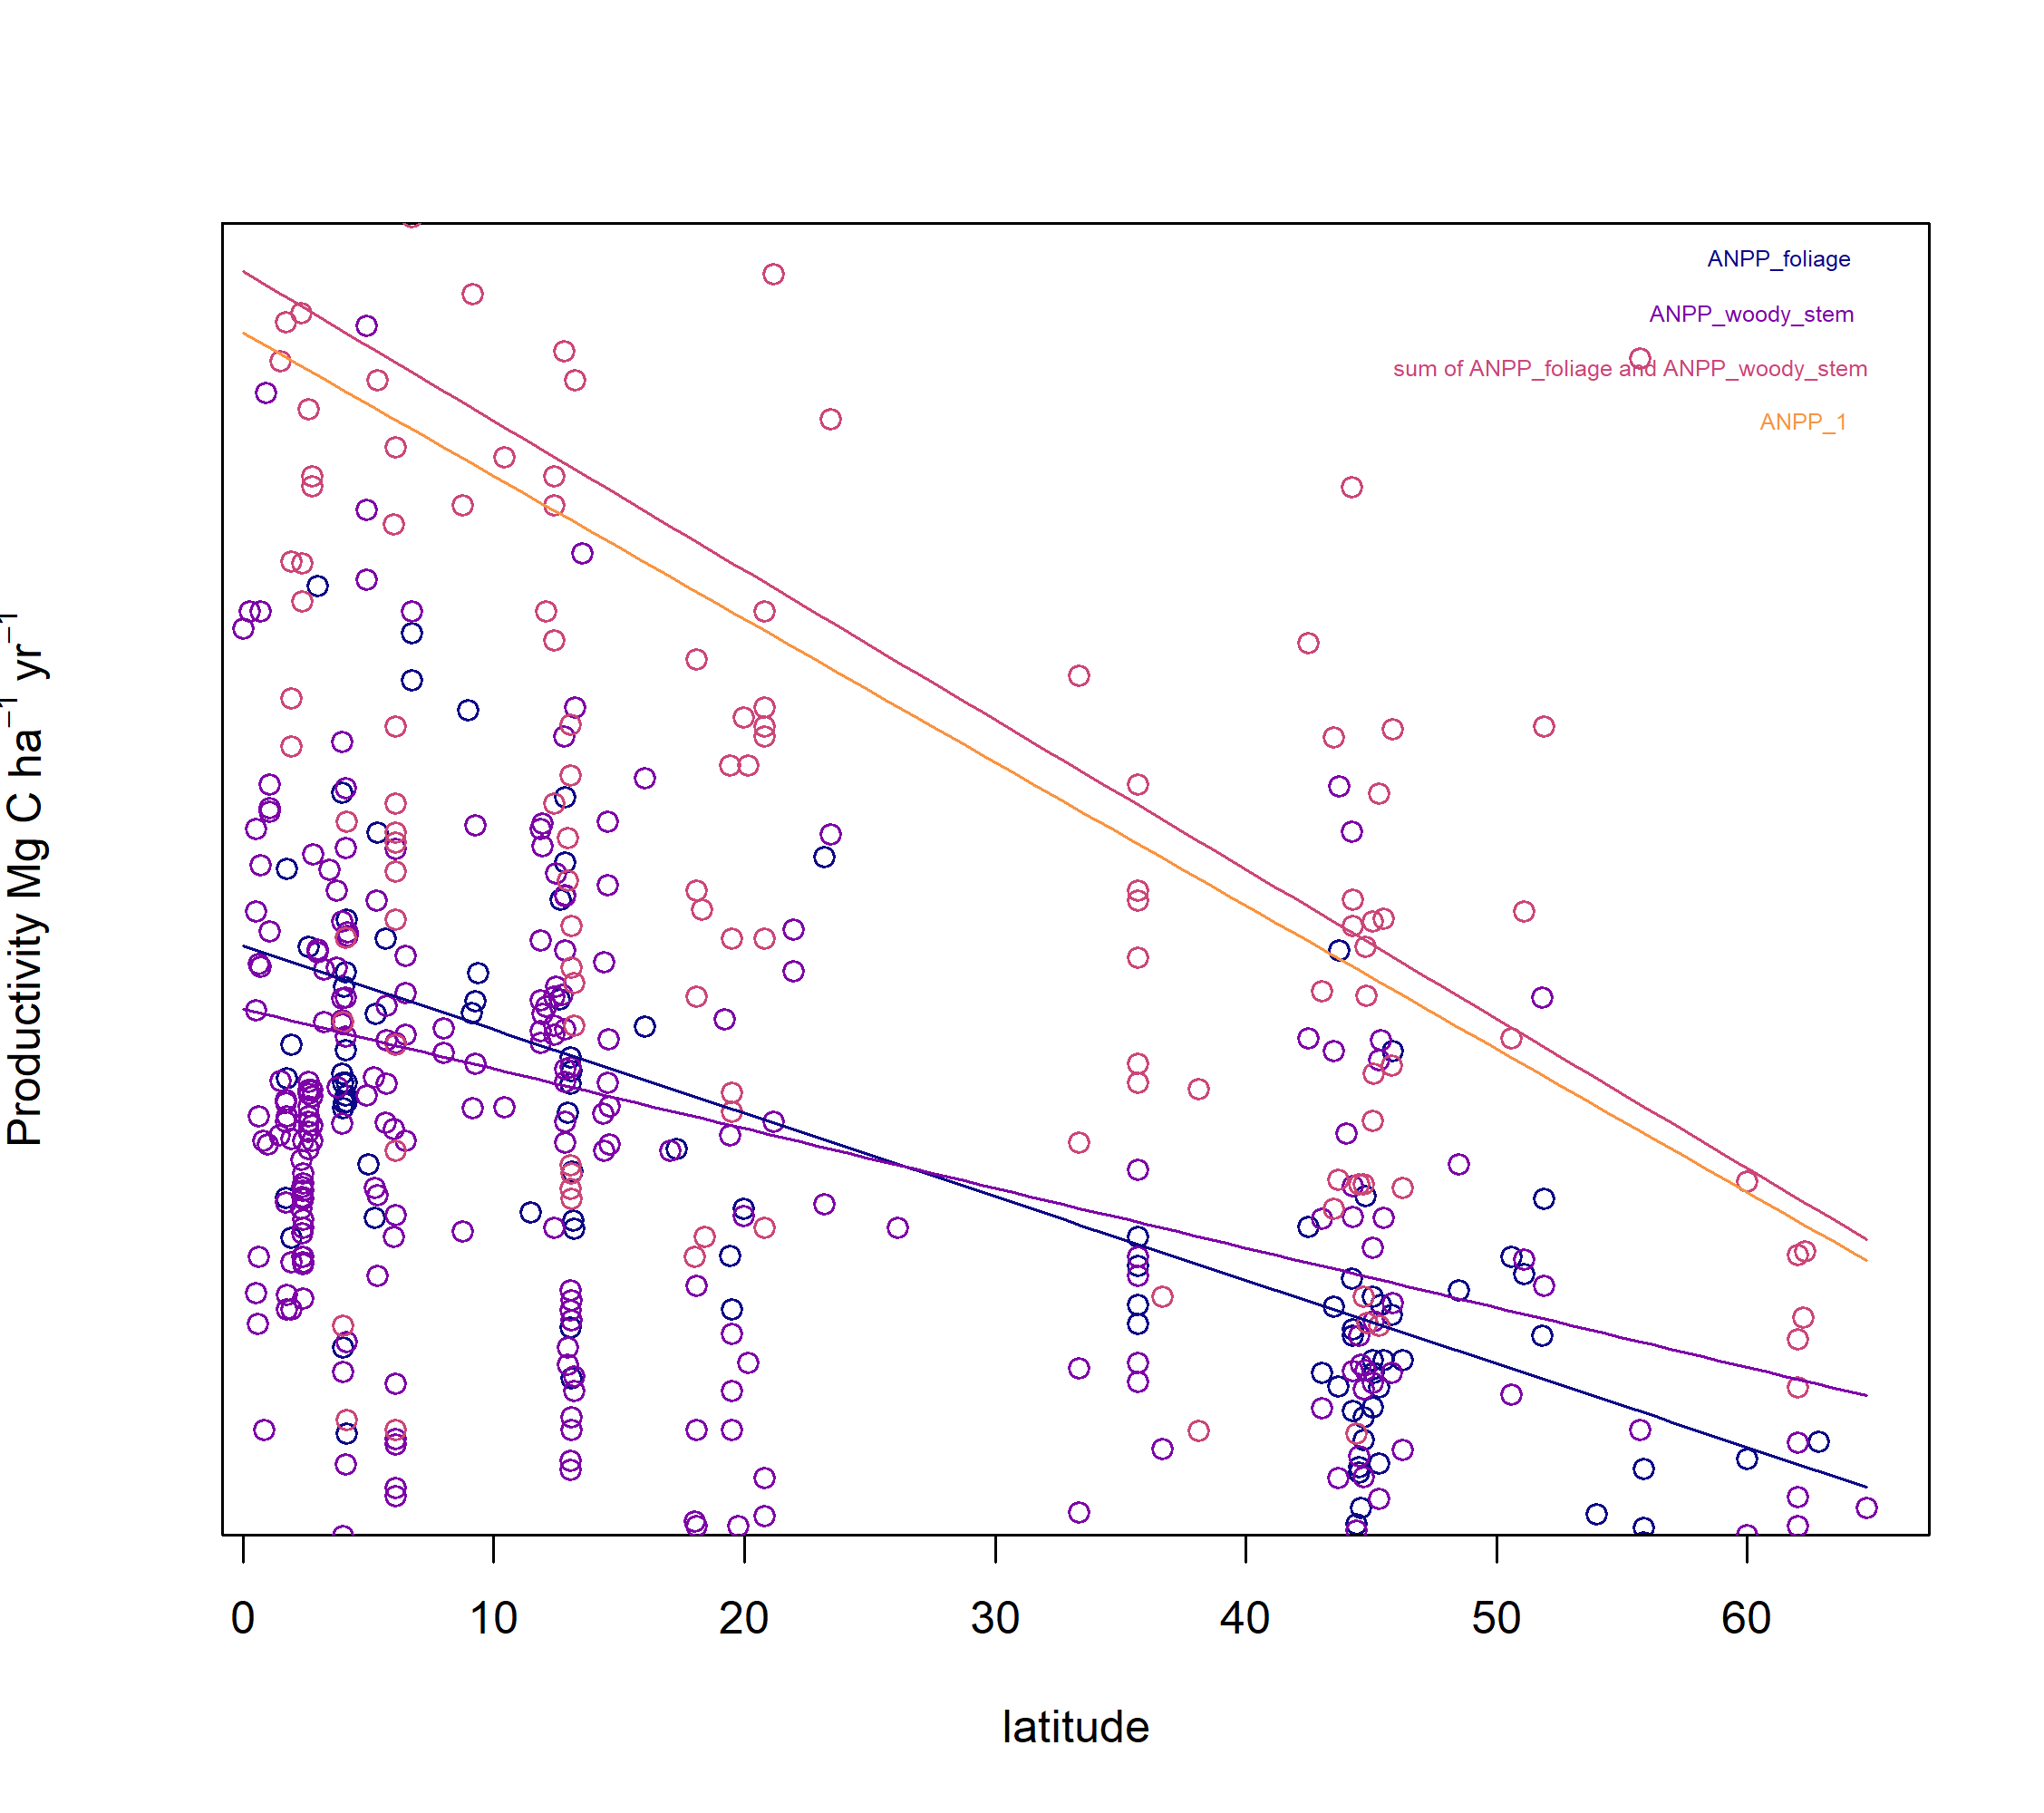 ANPP_foliage
ANPP_woody_stem
sum of ANPP_foliage and ANPP_woody_stem
ANPP_1
Productivity Mg C ha⁻¹ yr⁻¹
0 10 20 30 40 50 60
latitude